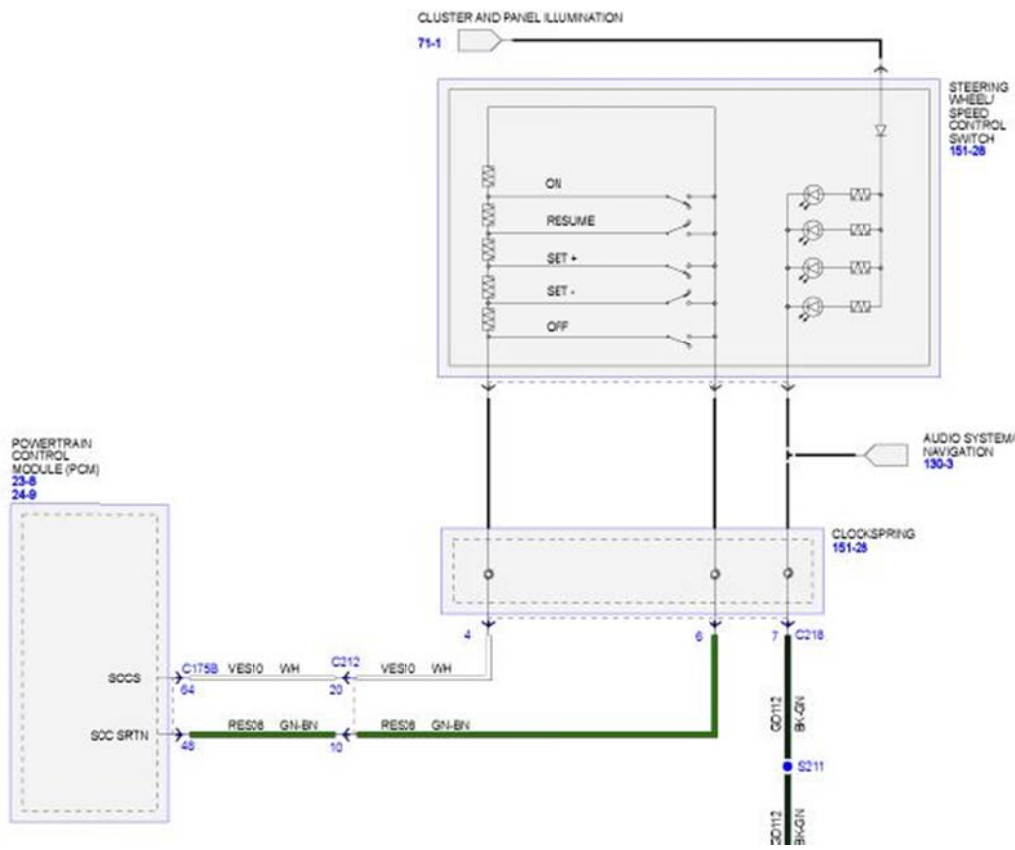 CLUSTER AND PANEL ILLUMINATION
71-1
STEERING
WHEEL/
SPEED
CONTROL
SWITCH
151-28
ON
RESUME
SET +
SET -
OFF
AUDIO SYSTEM/
NAVIGATION
130-3
POWERTRAIN
CONTROL
MODULE (PCM)
23-8
24-9
CLOCKSPRING
151-28
4
6
7
C218
SCCS
C175B
VES10
WH
C212
VES10
WH
64
20
SCC SRTN
RES08
GN-BN
RES08
GN-BN
48
10
GD112
BK-GN
S211
GD112
BK-GN